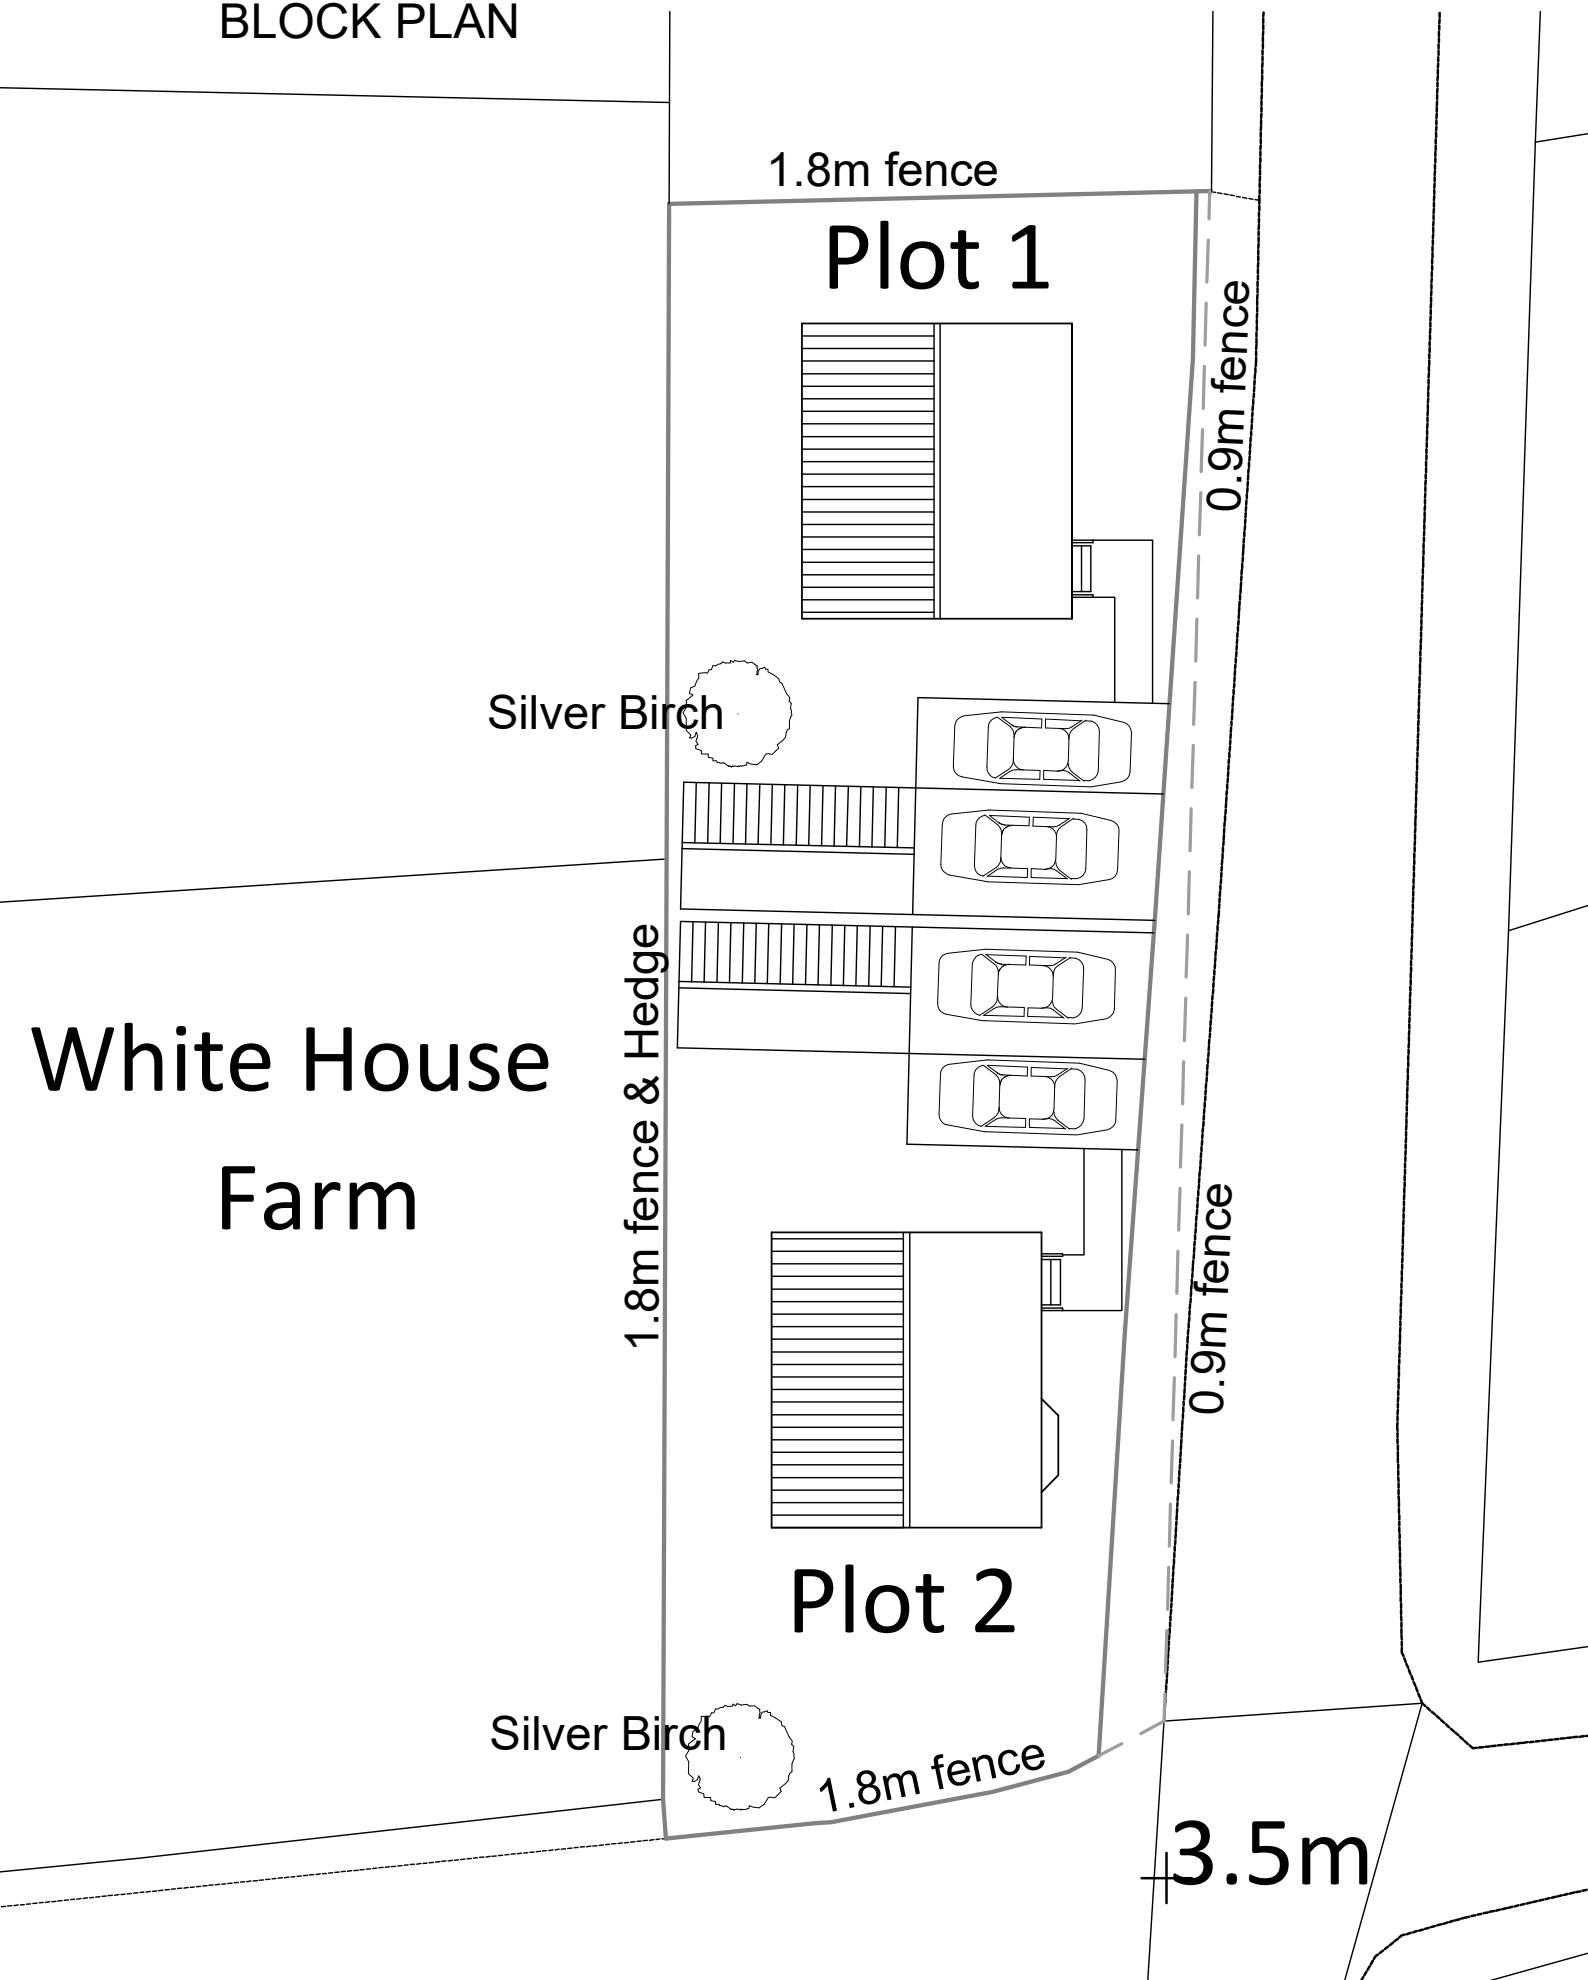 BLOCK PLAN
1.8m fence
Plot 1
0.9m fence
Silver Birch
1.8m fence & Hedge
White House
Farm
0.9m fence
Plot 2
Silver Birch
1.8m fence
3.5m